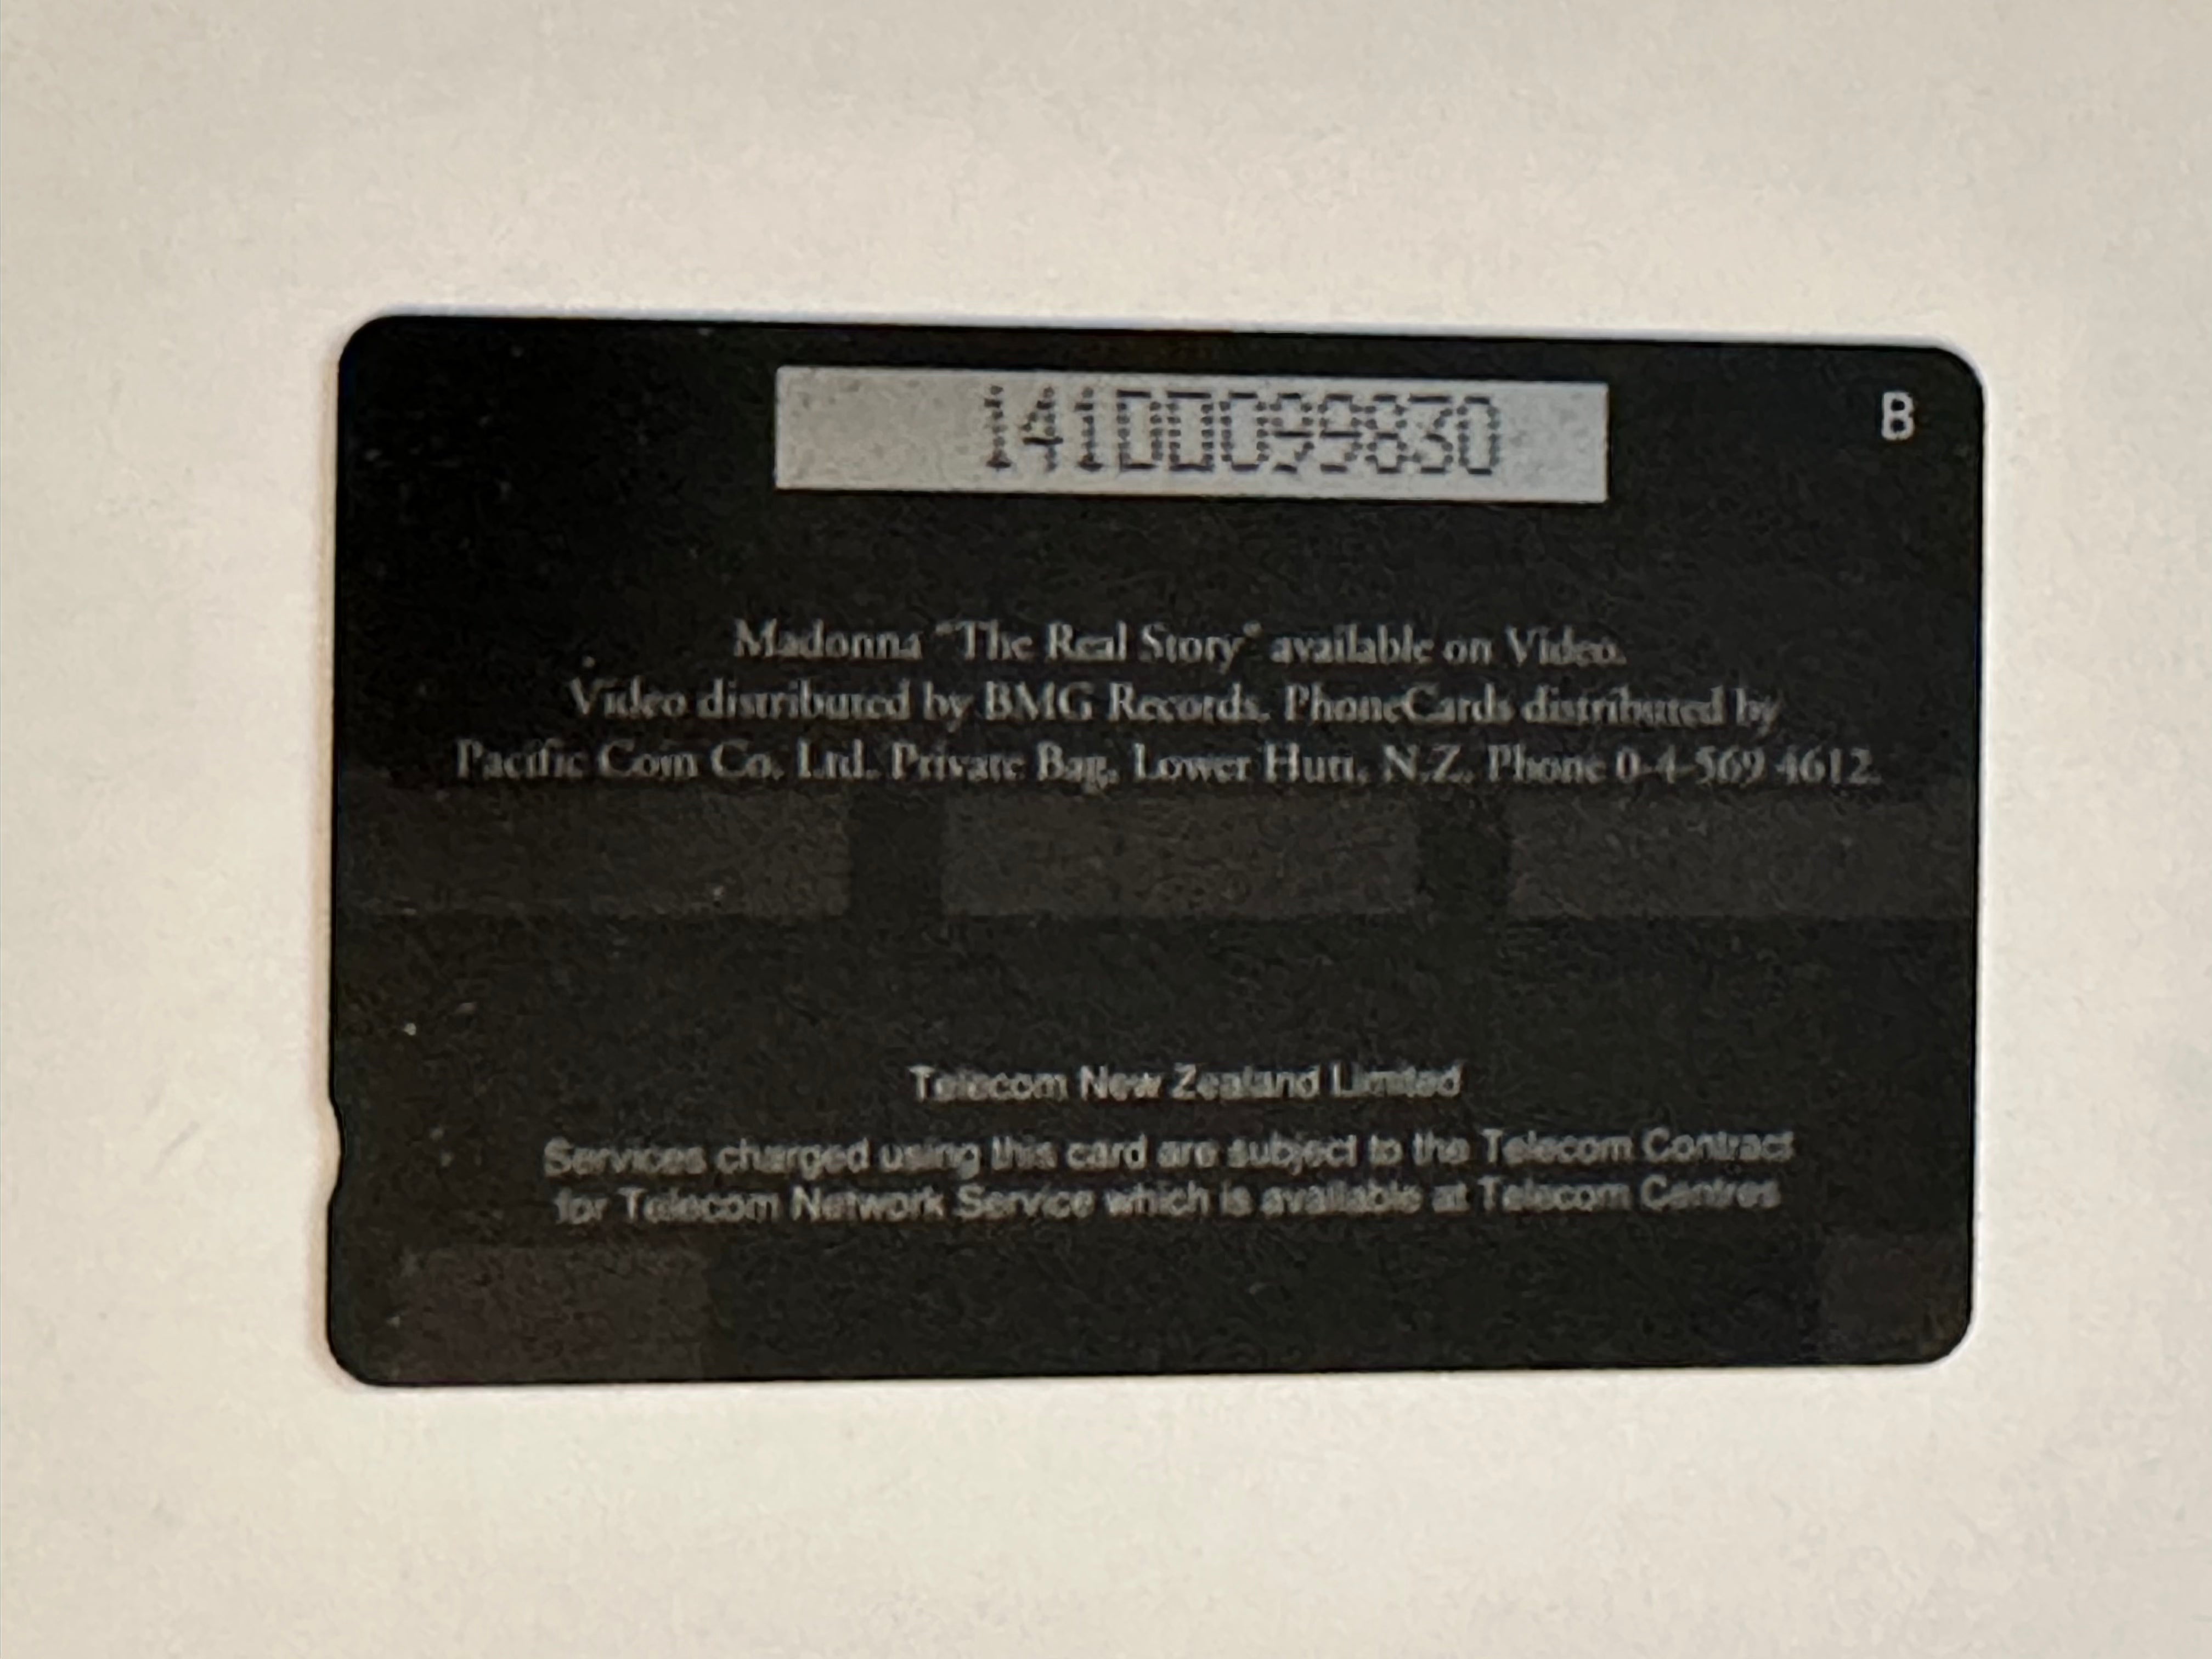 141D0099830
B
Madonna "The Real Story" available on Video.
Video distributed by BMG Records. PhoneCards distributed by
Pacific Coin Co. Ltd. Private Bag, Lower Hutt, N.Z. Phone 0-4-569 4612.
Telecom New Zealand Limited
Services charged using this card are subject to the Telecom Contract
for Telecom Network Service which is available at Telecom Centres